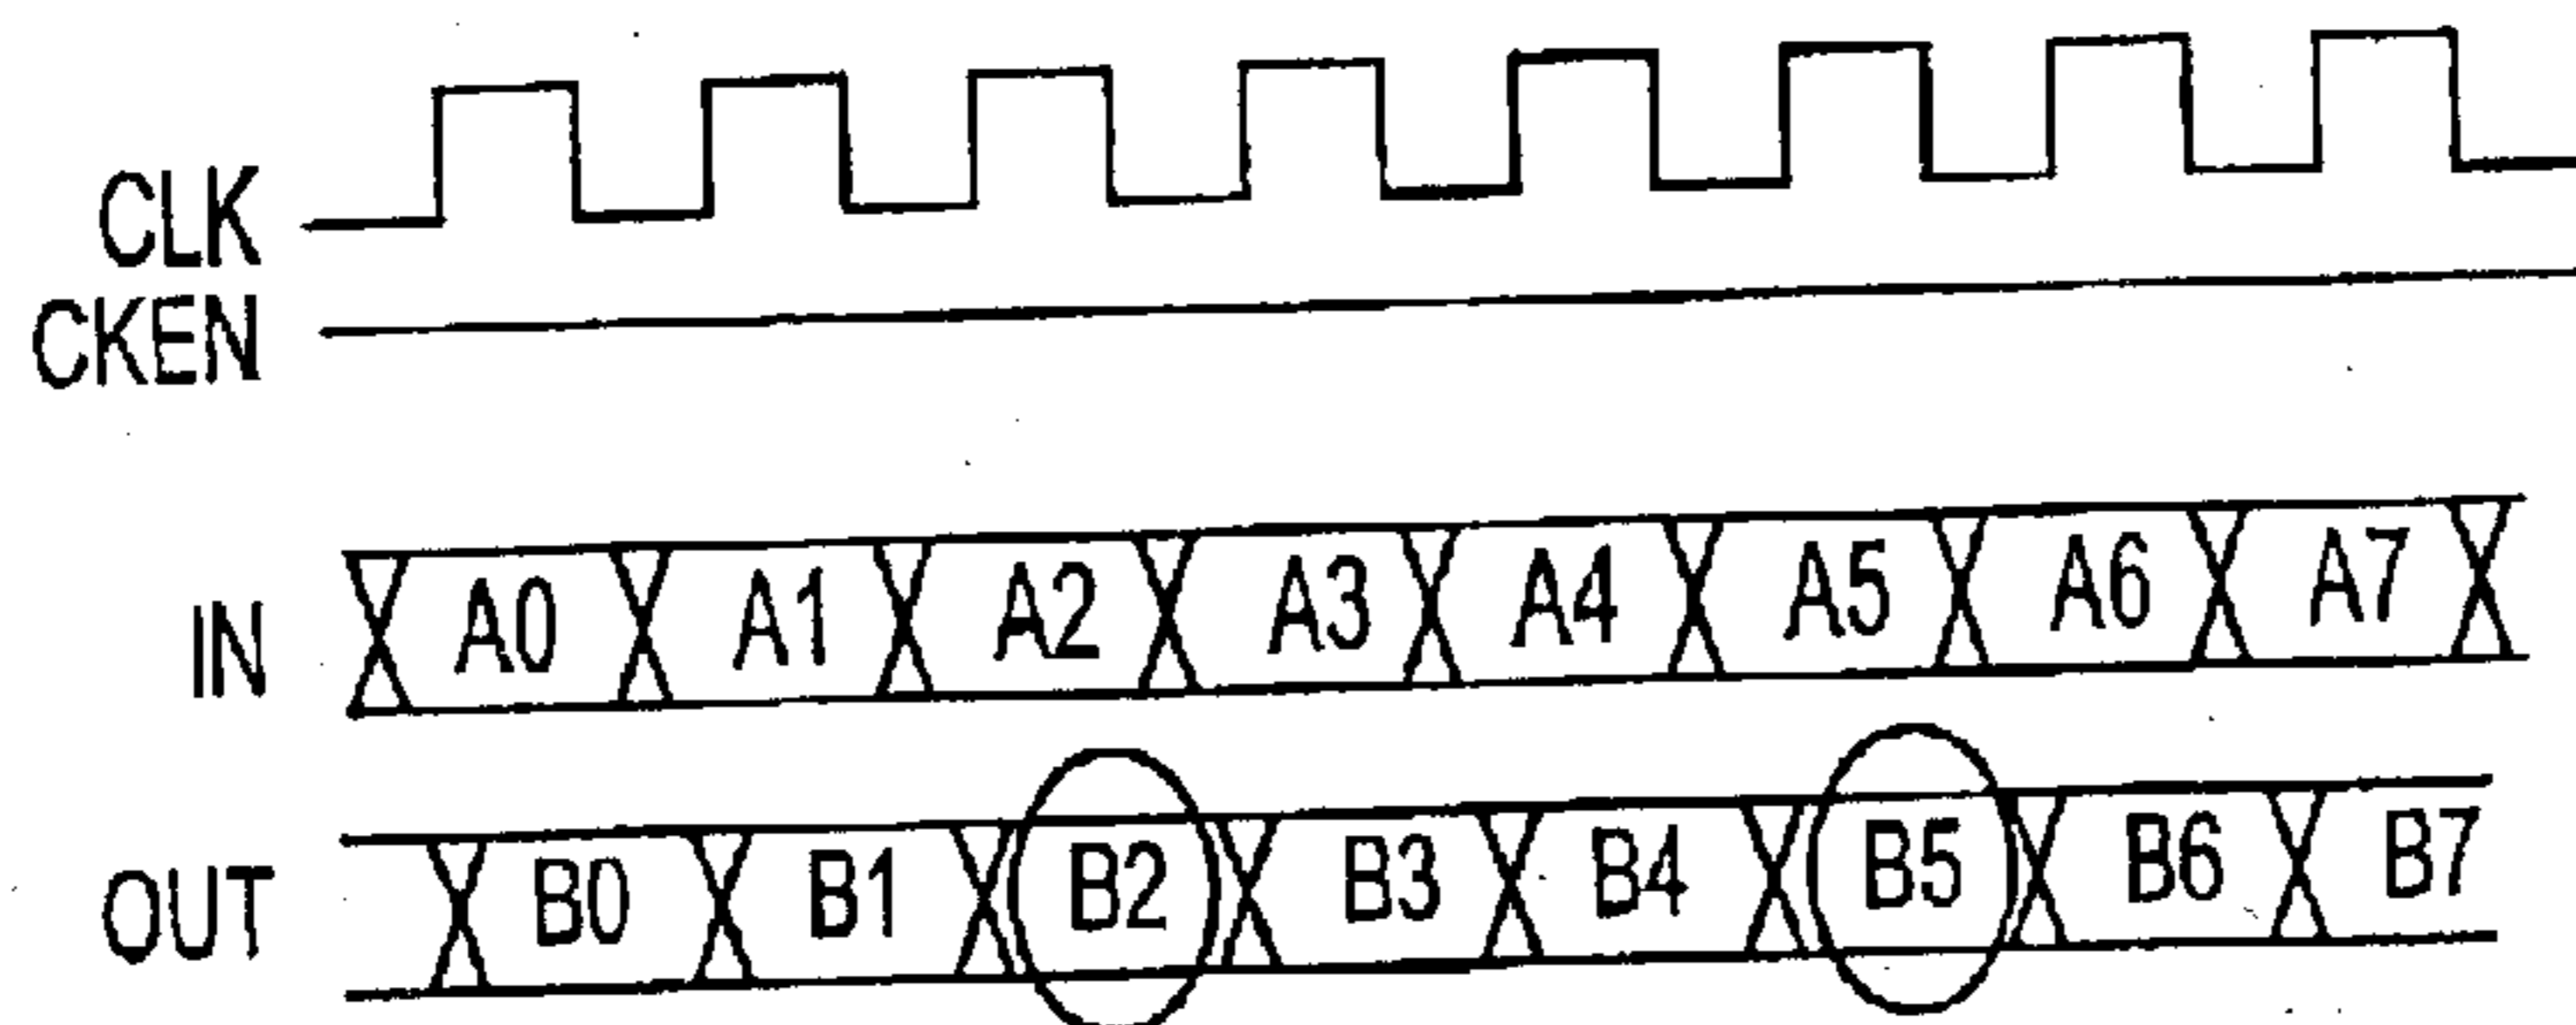 CLK
CKEN
IN A0 A1 A2 A3 A4 A5 A6 A7
OUT B0 B1 B2 B3 B4 B5 B6 B7